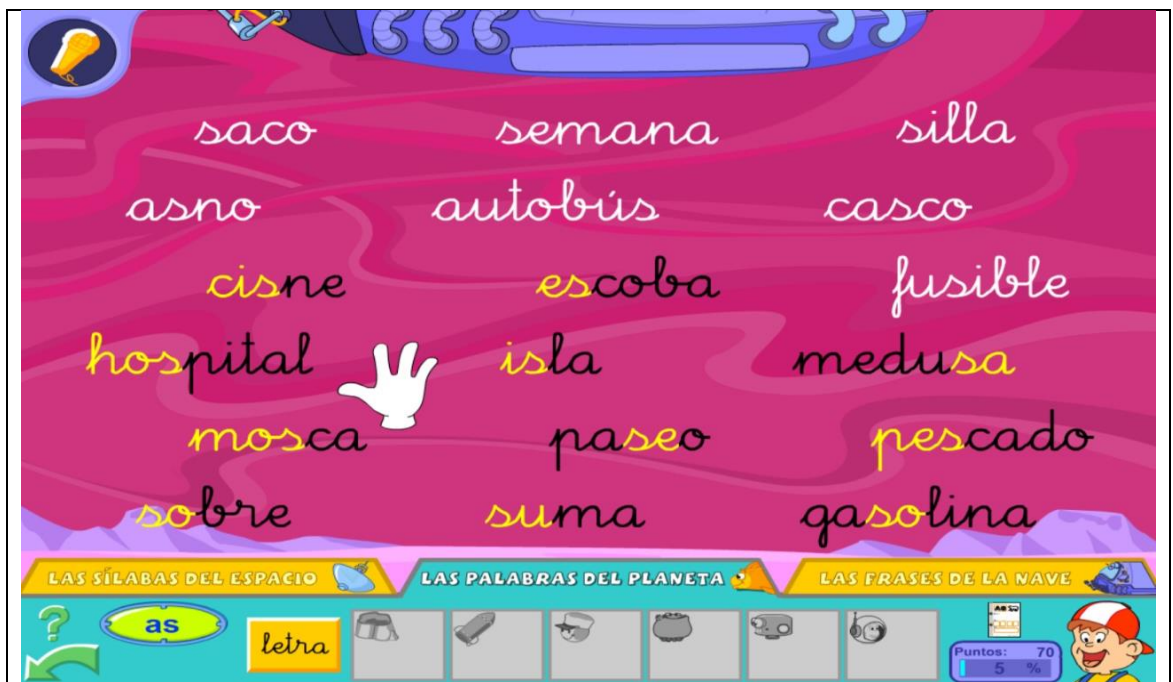 saco semana silla
asno autobús casco
cisne escoba fusible
hospital isla medusa
mosca paseo pescado
sobre suma gasolina
LAS SÍLABAS DEL ESPACIO LAS PALABRAS DEL PLANETA LAS FRASES DE LA NAVE
? as letra
Puntos: 70
5 %